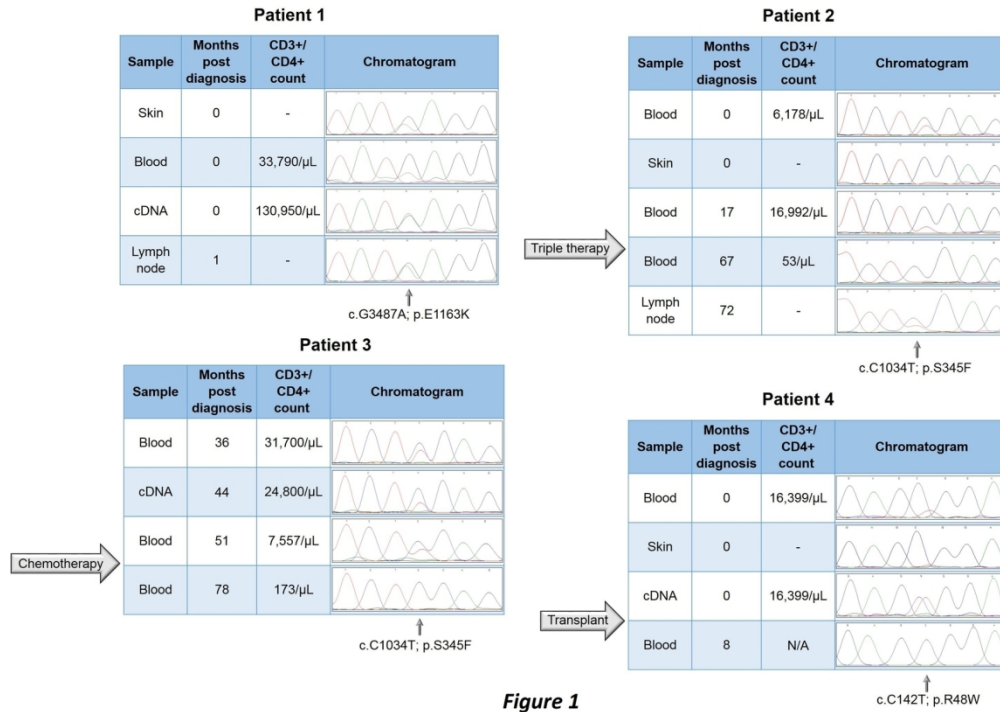 Patient 1
Sample Months post diagnosis CD3+/ CD4+ count Chromatogram
Skin 0 -
Blood 0 33,790/µL
cDNA 0 130,950/µL
Lymph node 1 -
c.G3487A; p.E1163K
Patient 2
Sample Months post diagnosis CD3+/ CD4+ count Chromatogram
Blood 0 6,178/µL
Skin 0 -
Blood 17 16,992/µL
Triple therapy
Blood 67 53/µL
Lymph node 72 -
c.C1034T; p.S345F
Patient 3
Sample Months post diagnosis CD3+/ CD4+ count Chromatogram
Blood 36 31,700/µL
cDNA 44 24,800/µL
Blood 51 7,557/µL
Chemotherapy
Blood 78 173/µL
c.C1034T; p.S345F
Patient 4
Sample Months post diagnosis CD3+/ CD4+ count Chromatogram
Blood 0 16,399/µL
Skin 0 -
cDNA 0 16,399/µL
Transplant
Blood 8 N/A
c.C142T; p.R48W
Figure 1